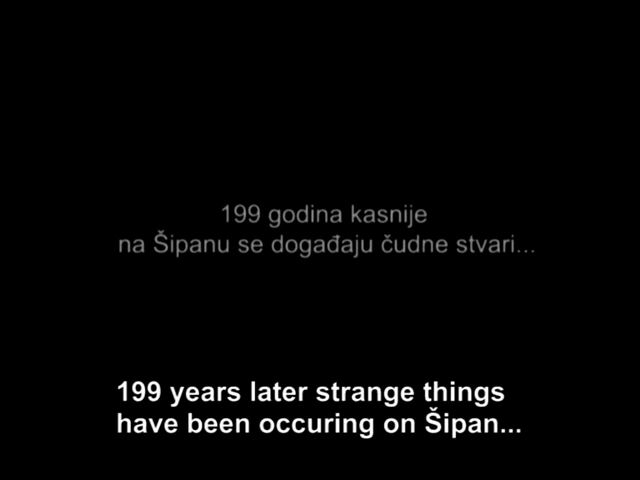 199 godina kasnije
na Šipanu se događaju čudne stvari...
199 years later strange things
have been occuring on Šipan...